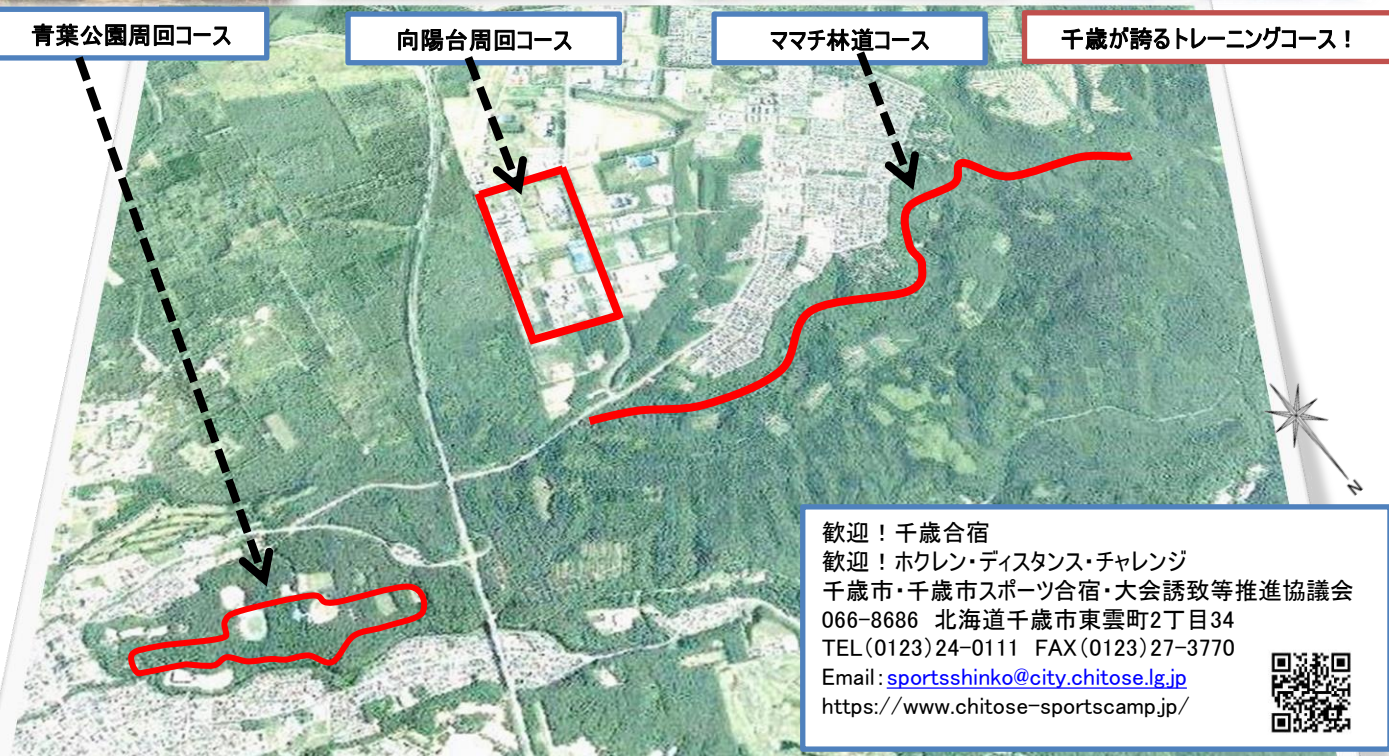 青葉公園周回コース
向陽台周回コース
ママチ林道コース
千歳が誇るトレーニングコース！
N
歓迎！千歳合宿
歓迎！ホクレン・ディスタンス・チャレンジ
千歳市・千歳市スポーツ合宿・大会誘致等推進協議会
066-8686 北海道千歳市東雲町2丁目34
TEL(0123)24-0111 FAX(0123)27-3770
Email：sportsshinko@city.chitose.lg.jp
https://www.chitose-sportscamp.jp/